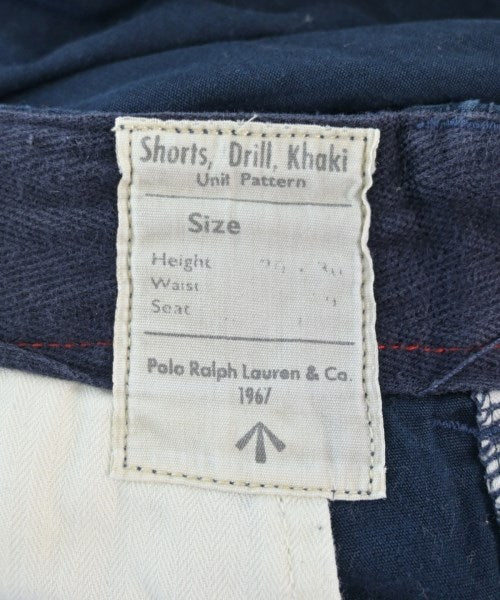 Shorts, Drill, Khaki
Unit Pattern
Size
Height
Waist
Seat
Polo Ralph Lauren & Co.
1967